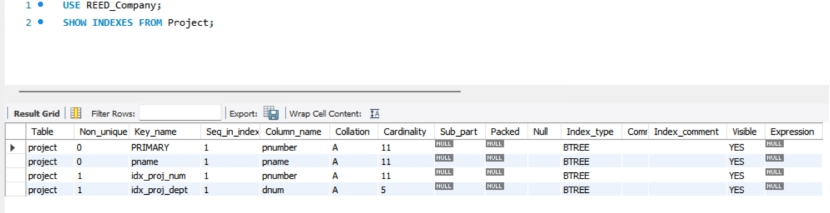 1 USE REED_Company;
2 SHOW INDEXES FROM Project;
Result Grid Filter Rows: Export: Wrap Cell Content:
Table Non_unique Key_name Seq_in_index Column_name Collation Cardinality Sub_part Packed Null Index_type Comm Index_comment Visible Expression
project 0 PRIMARY 1 pnumber A 11 NULL NULL BTREE YES NULL
project 0 pname 1 pname A 11 NULL NULL BTREE YES NULL
project 1 idx_proj_num 1 pnumber A 11 NULL NULL BTREE YES NULL
project 1 idx_proj_dept 1 dnum A 5 NULL NULL BTREE YES NULL